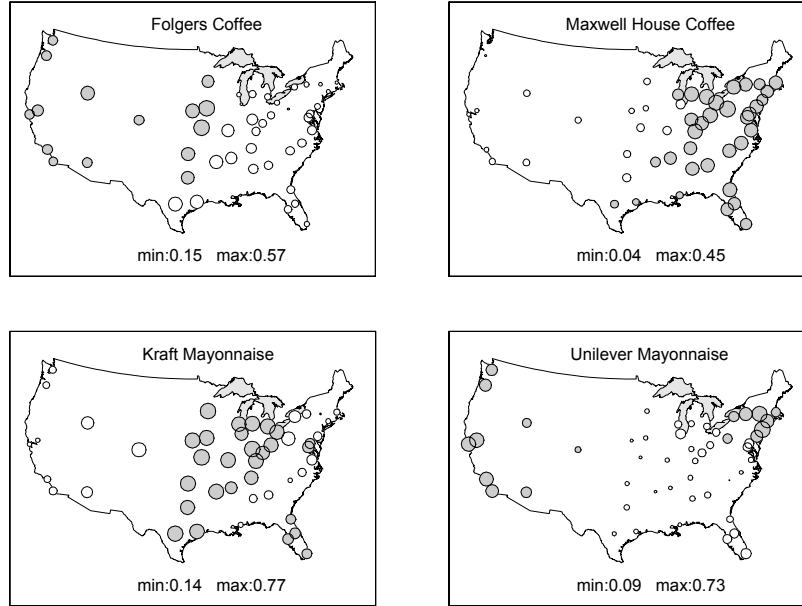 Folgers Coffee
min:0.15 max:0.57
Maxwell House Coffee
min:0.04 max:0.45
Kraft Mayonnaise
min:0.14 max:0.77
Unilever Mayonnaise
min:0.09 max:0.73